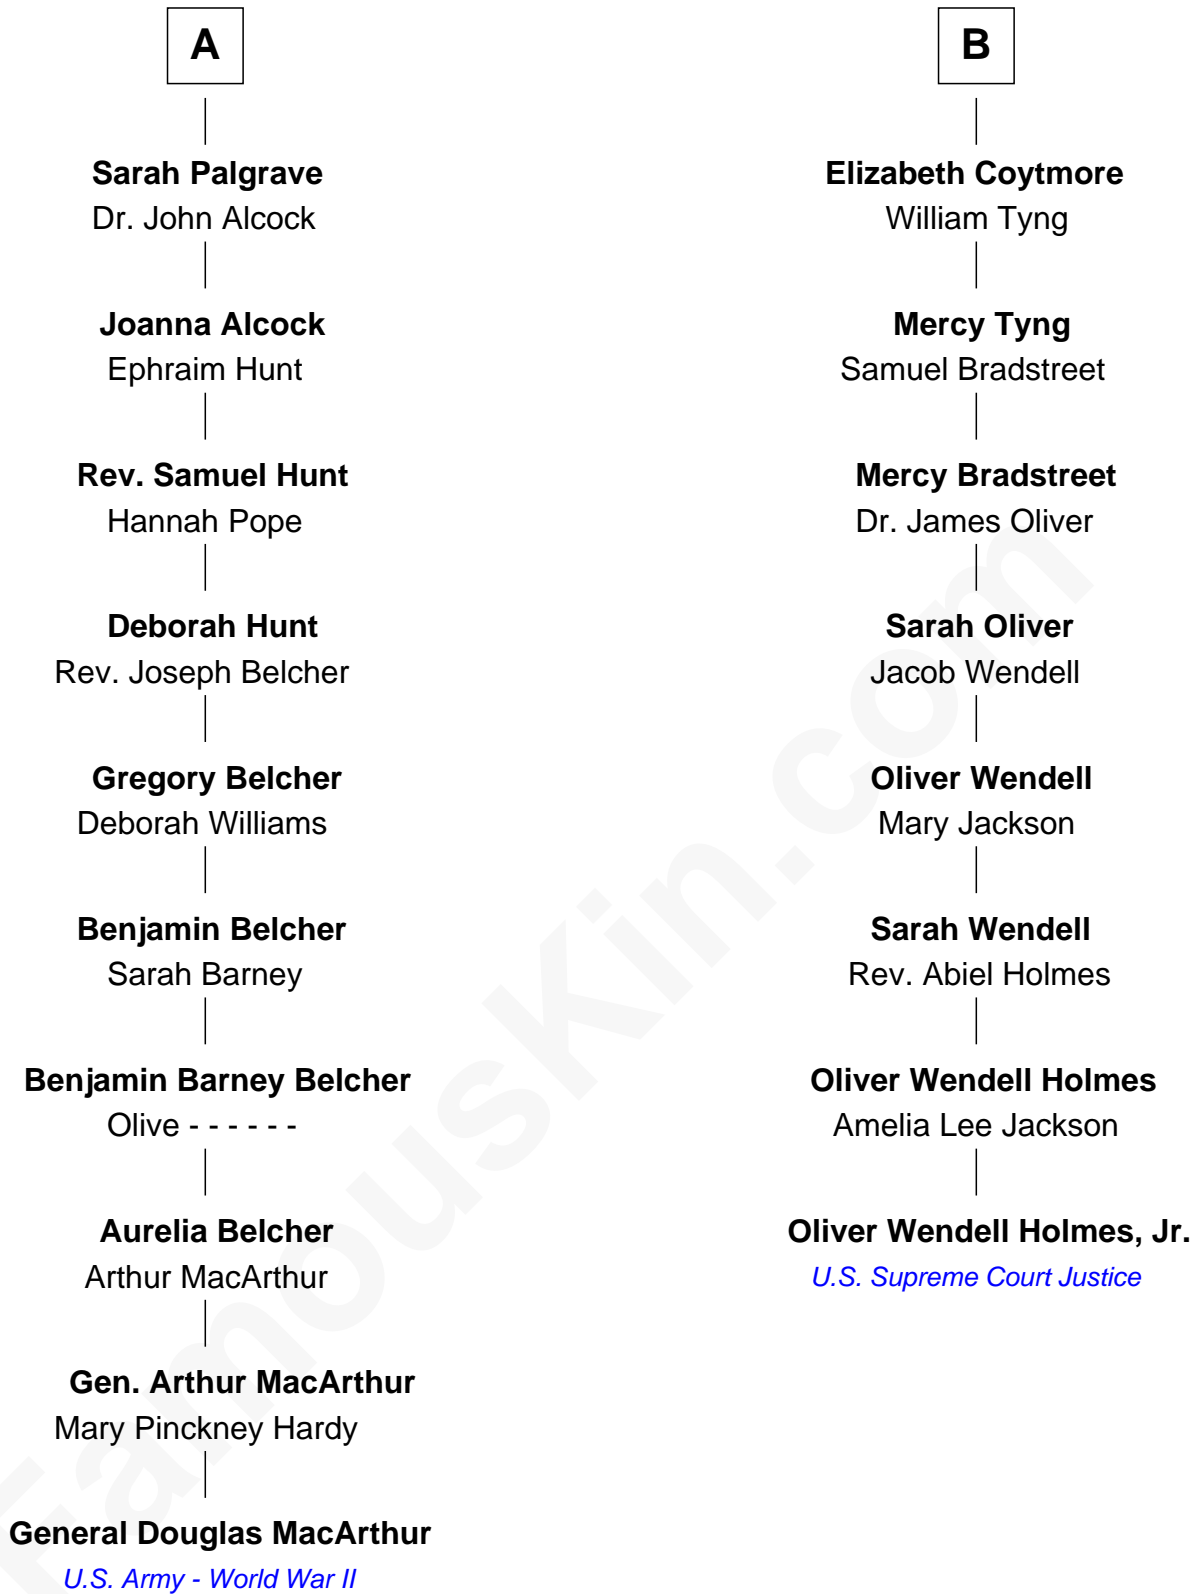 A
Sarah Palgrave
Dr. John Alcock
Joanna Alcock
Ephraim Hunt
Rev. Samuel Hunt
Hannah Pope
Deborah Hunt
Rev. Joseph Belcher
Gregory Belcher
Deborah Williams
Benjamin Belcher
Sarah Barney
Benjamin Barney Belcher
Olive - - - - - -
Aurelia Belcher
Arthur MacArthur
Gen. Arthur MacArthur
Mary Pinckney Hardy
General Douglas MacArthur
U.S. Army - World War II
B
Elizabeth Coytmore
William Tyng
Mercy Tyng
Samuel Bradstreet
Mercy Bradstreet
Dr. James Oliver
Sarah Oliver
Jacob Wendell
Oliver Wendell
Mary Jackson
Sarah Wendell
Rev. Abiel Holmes
Oliver Wendell Holmes
Amelia Lee Jackson
Oliver Wendell Holmes, Jr.
U.S. Supreme Court Justice
FamousKin.com